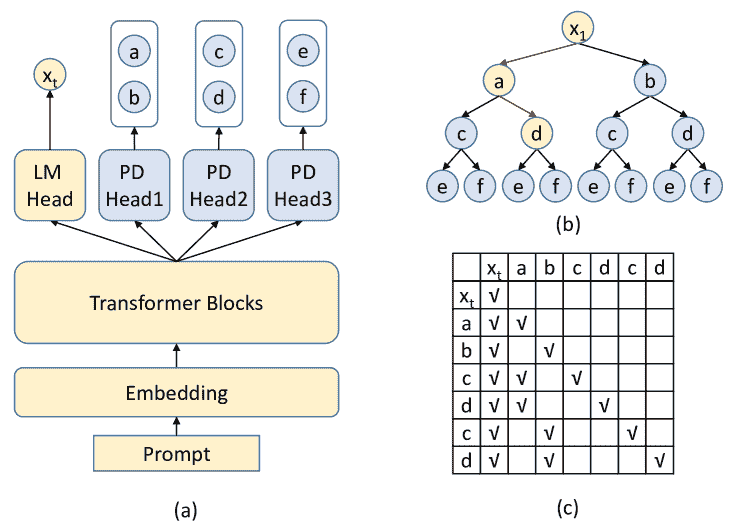 x_t
a
c
e
b
d
f
LM Head
PD Head1
PD Head2
PD Head3
Transformer Blocks
Embedding
Prompt
(a)
x_1
a b
c d c d
e f e f e f e f
(b)
x_t a b c d c d
x_t √
a √ √
b √ √
c √ √ √
d √ √ √
c √ √ √
d √ √ √
(c)